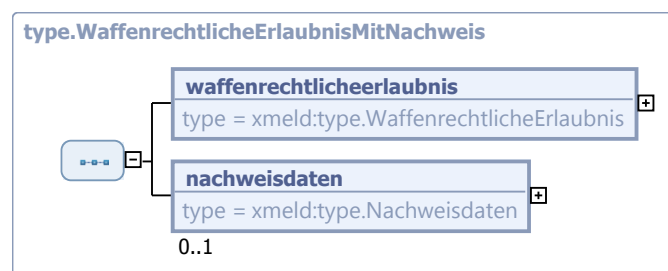 type.WaffenrechtlicheErlaubnisMitNachweis
waffenrechtlicheerlaubnis
type = xmeld:type.WaffenrechtlicheErlaubnis
nachweisdaten
type = xmeld:type.Nachweisdaten
0..1